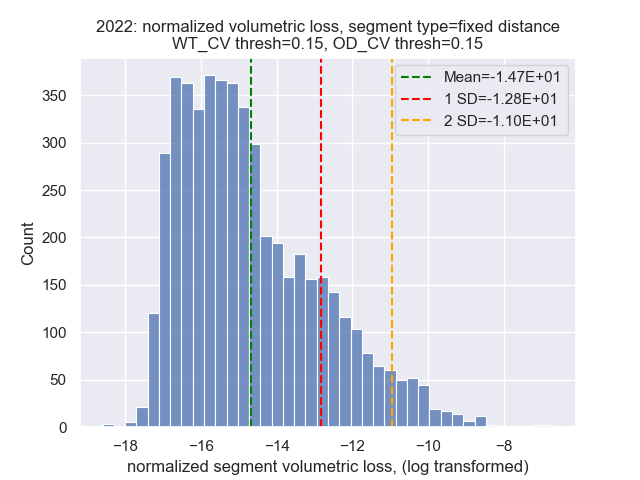 2022: normalized volumetric loss, segment type=fixed distance
WT_CV thresh=0.15, OD_CV thresh=0.15
Mean=-1.47E+01
1 SD=-1.28E+01
2 SD=-1.10E+01
350
300
250
200
150
100
50
0
Count
−18 −16 −14 −12 −10 −8
normalized segment volumetric loss, (log transformed)